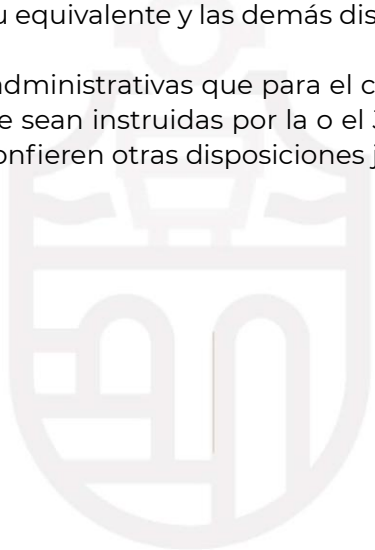 u equivalente y las demás dis
administrativas que para el c
e sean instruidas por la o el
onfieren otras disposiciones